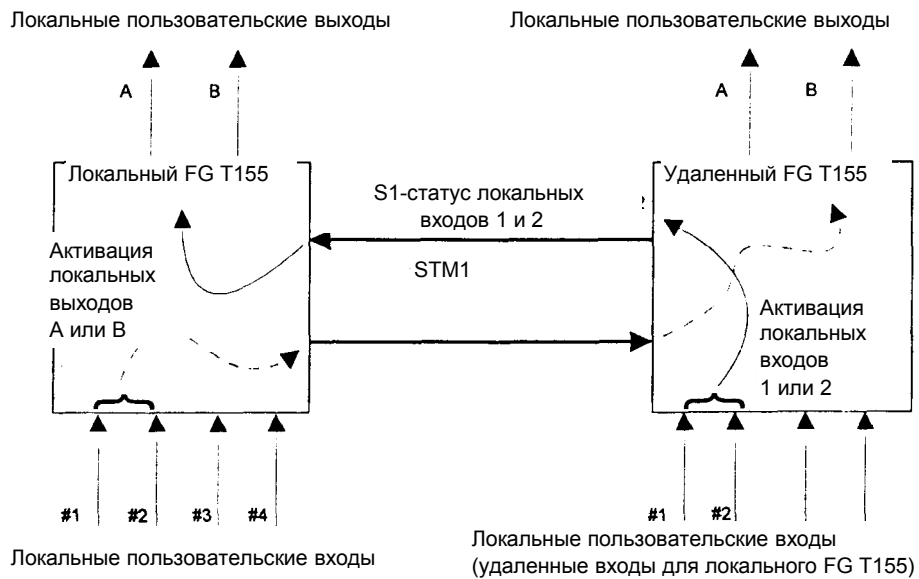 Локальные пользовательские выходы
Локальные пользовательские выходы
A
B
A
B
Локальный FG T155
S1-статус локальных
входов 1 и 2
Удаленный FG T155
Активация
локальных
выходов
А или В
STM1
Активация
локальных
входов
1 или 2
#1
#2
#3
#4
#1
#2
Локальные пользовательские входы
Локальные пользовательские входы
(удаленные входы для локального FG T155)